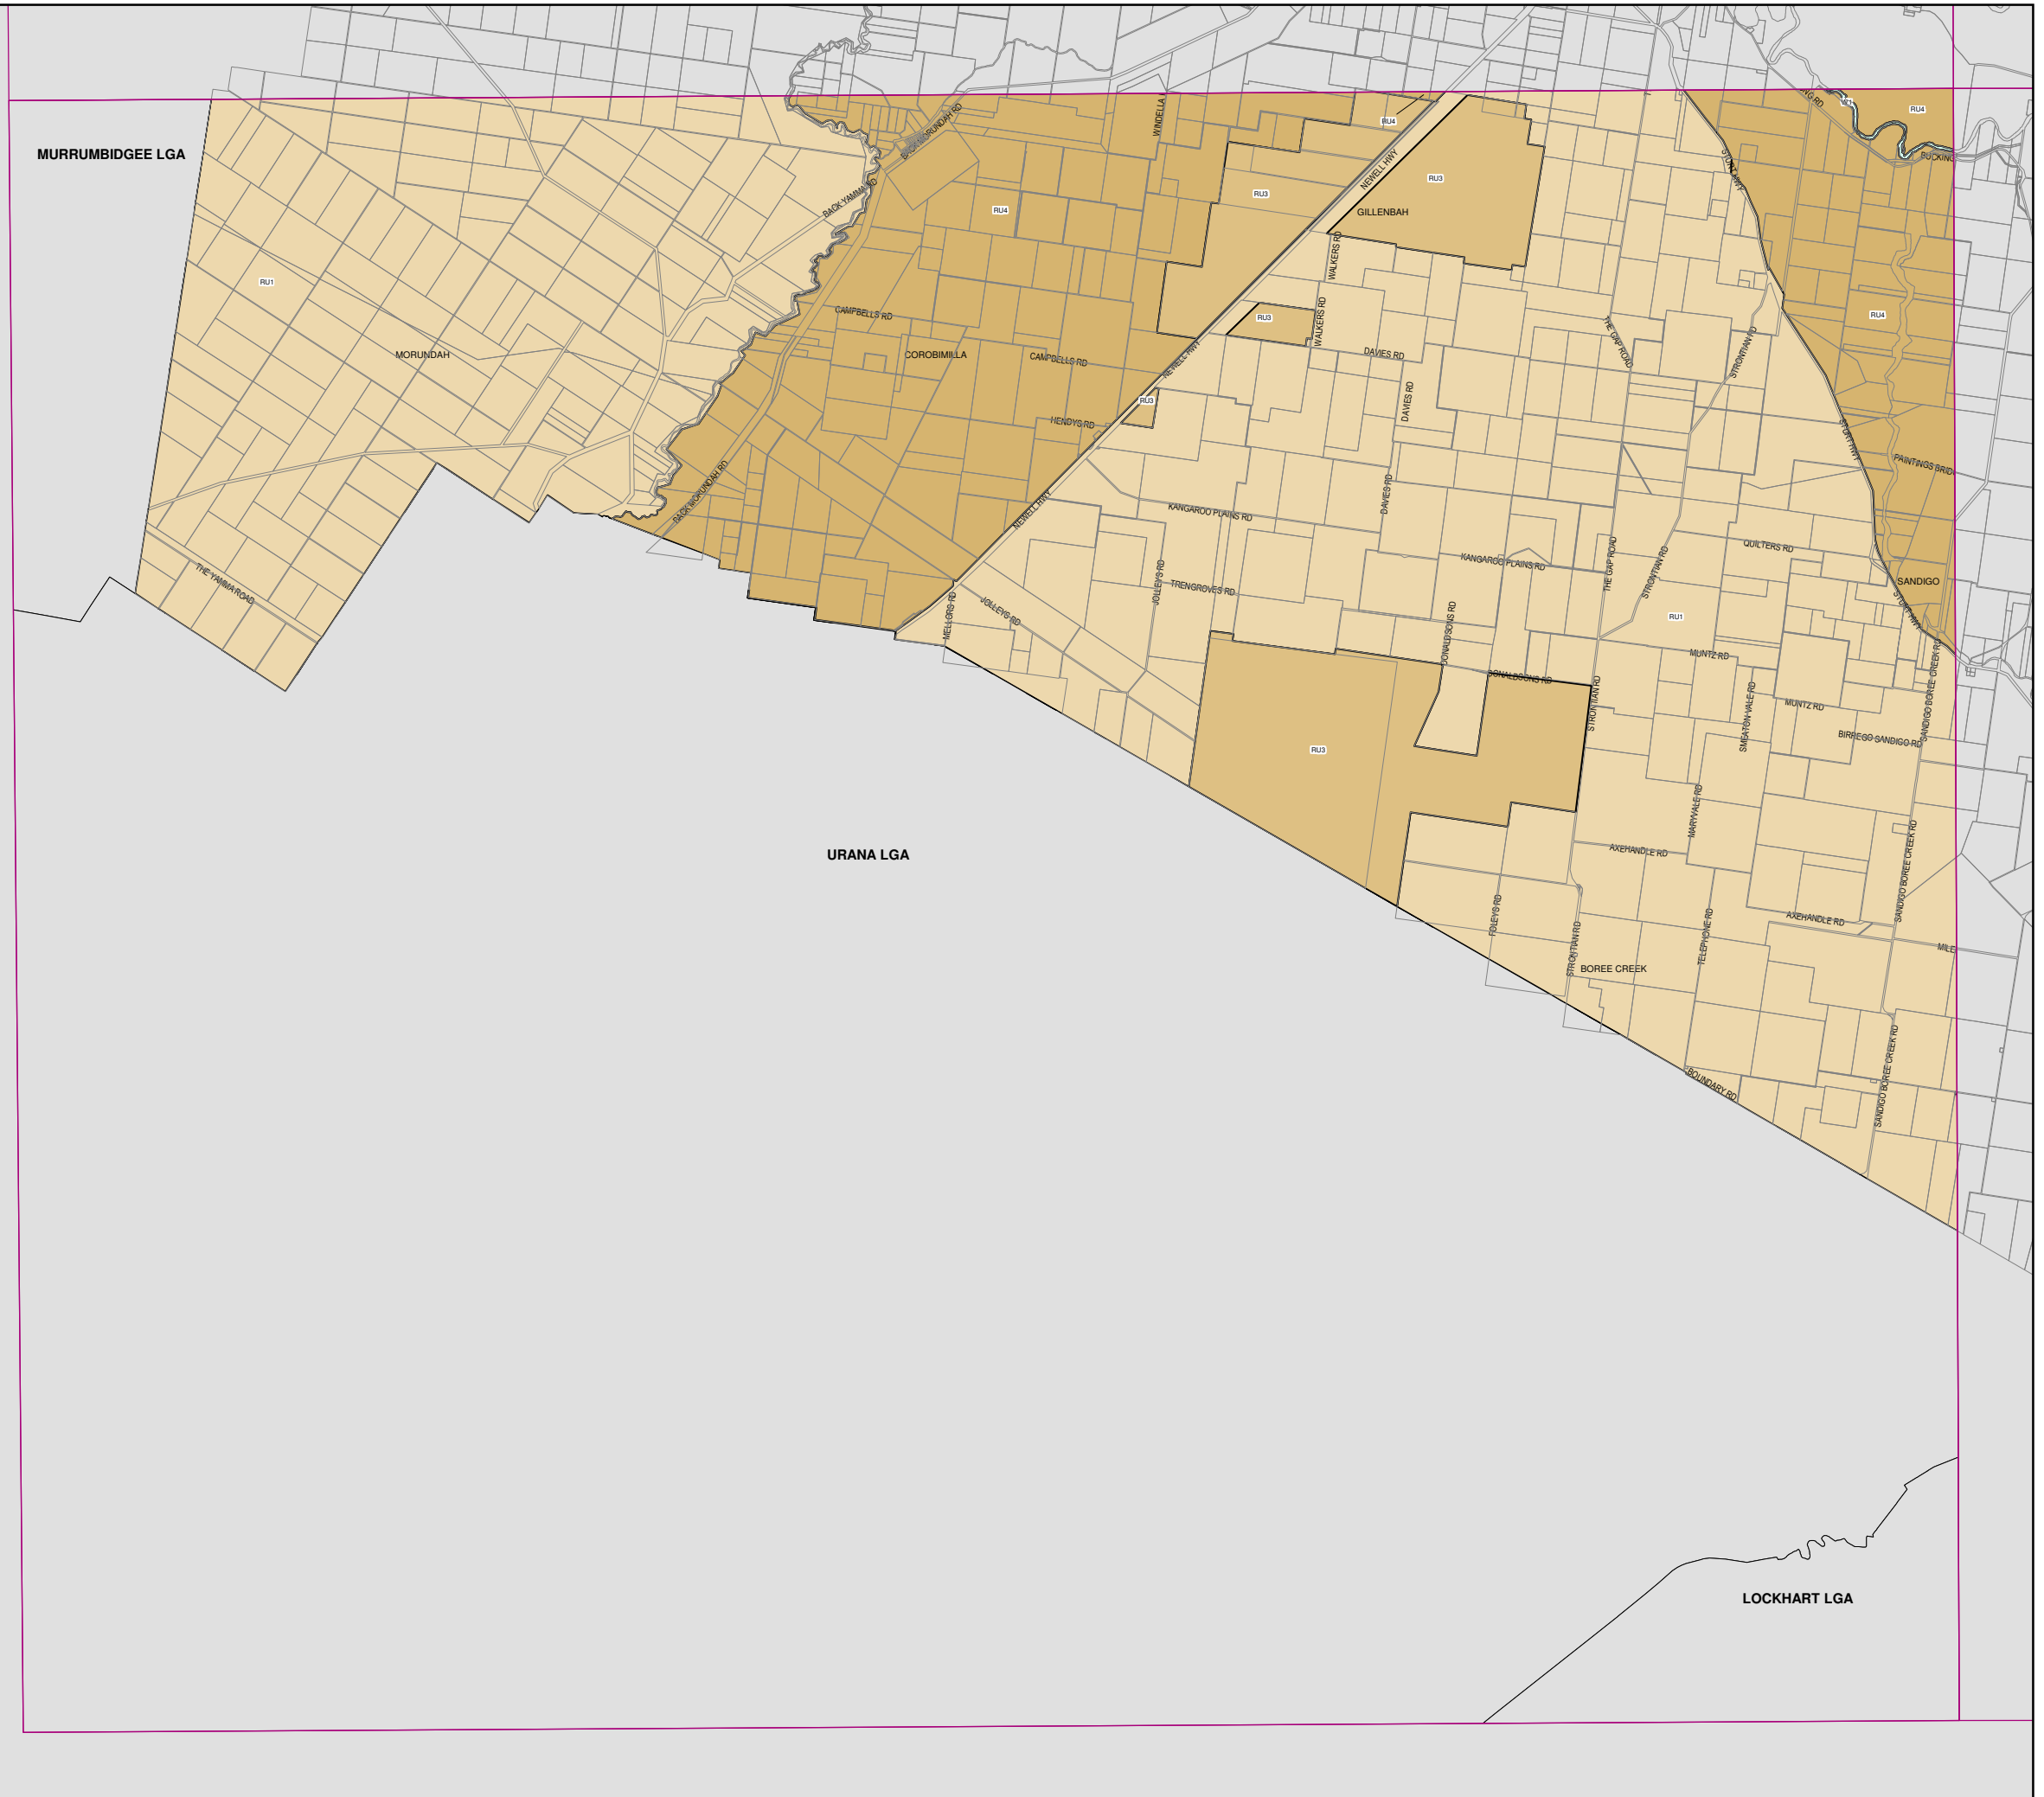 RU4
BACK MORUNDAH RD
WINDELLA
RU4
NEWELL HWY
STURT HWY
MURRUMBIDGEE LGA
RU3
RU3
GILLENBAH
BACK YAMMA RD
RU4
WALKERS RD
RU1
CAMPBELLS RD
RU3
WALKERS RD
RU4
MORUNDAH
COROBIMILLA
CAMPBELLS RD
NEWELL HWY
DAVIES RD
THE GAP ROAD
STRONTIAN RD
RU3
DAVIES RD
HENDYS RD
STURT HWY
PAINTINGS BRID
BACK MORUNDAH RD
NEWELL HWY
KANGAROO PLAINS RD
DAVIES RD
QUILTERS RD
THE YAMMA ROAD
JOLLEYS RD
TRENGROVES RD
KANGAROO PLAINS RD
THE GAP ROAD
STRONTIAN RD
SANDIGO
MELLORS RD
JOLLEYS RD
DONALDSONS RD
RU1
STURT HWY
MUNTZ RD
DONALDSONS RD
STRONTIAN RD
SMEATON VALE RD
MUNTZ RD
SANDIGO BOREE CREEK RD
BIRREGO SANDIGO RD
RU3
MARYVALE RD
URANA LGA
AXEHANDLE RD
SANDIGO BOREE CREEK RD
FOLEYS RD
STRONTIAN RD
TELEPHONE RD
AXEHANDLE RD
MILE
BOREE CREEK
BOUNDARY RD
SANDIGO BOREE CREEK RD
LOCKHART LGA